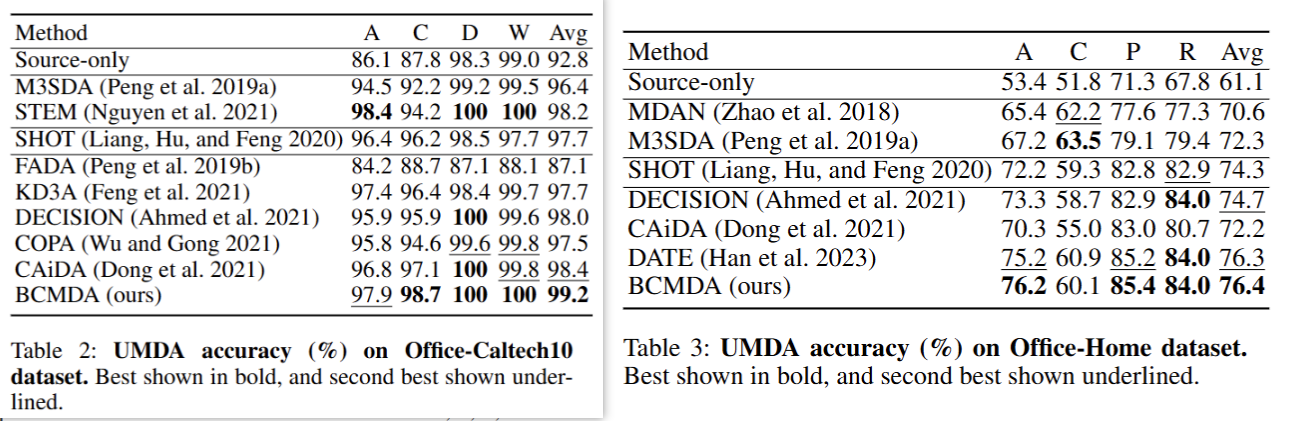 Method A C D W Avg
Source-only 86.1 87.8 98.3 99.0 92.8
M3SDA (Peng et al. 2019a) 94.5 92.2 99.2 99.5 96.4
STEM (Nguyen et al. 2021) 98.4 94.2 100 100 98.2
SHOT (Liang, Hu, and Feng 2020) 96.4 96.2 98.5 97.7 97.7
FADA (Peng et al. 2019b) 84.2 88.7 87.1 88.1 87.1
KD3A (Feng et al. 2021) 97.4 96.4 98.4 99.7 97.7
DECISION (Ahmed et al. 2021) 95.9 95.9 100 99.6 98.0
COPA (Wu and Gong 2021) 95.8 94.6 99.6 99.8 97.5
CAiDA (Dong et al. 2021) 96.8 97.1 100 99.8 98.4
BCMDA (ours) 97.9 98.7 100 100 99.2
Table 2: UMDA accuracy (%) on Office-Caltech10
dataset. Best shown in bold, and second best shown under-
lined.
Method A C P R Avg
Source-only 53.4 51.8 71.3 67.8 61.1
MDAN (Zhao et al. 2018) 65.4 62.2 77.6 77.3 70.6
M3SDA (Peng et al. 2019a) 67.2 63.5 79.1 79.4 72.3
SHOT (Liang, Hu, and Feng 2020) 72.2 59.3 82.8 82.9 74.3
DECISION (Ahmed et al. 2021) 73.3 58.7 82.9 84.0 74.7
CAiDA (Dong et al. 2021) 70.3 55.0 83.0 80.7 72.2
DATE (Han et al. 2023) 75.2 60.9 85.2 84.0 76.3
BCMDA (ours) 76.2 60.1 85.4 84.0 76.4
Table 3: UMDA accuracy (%) on Office-Home dataset.
Best shown in bold, and second best shown underlined.